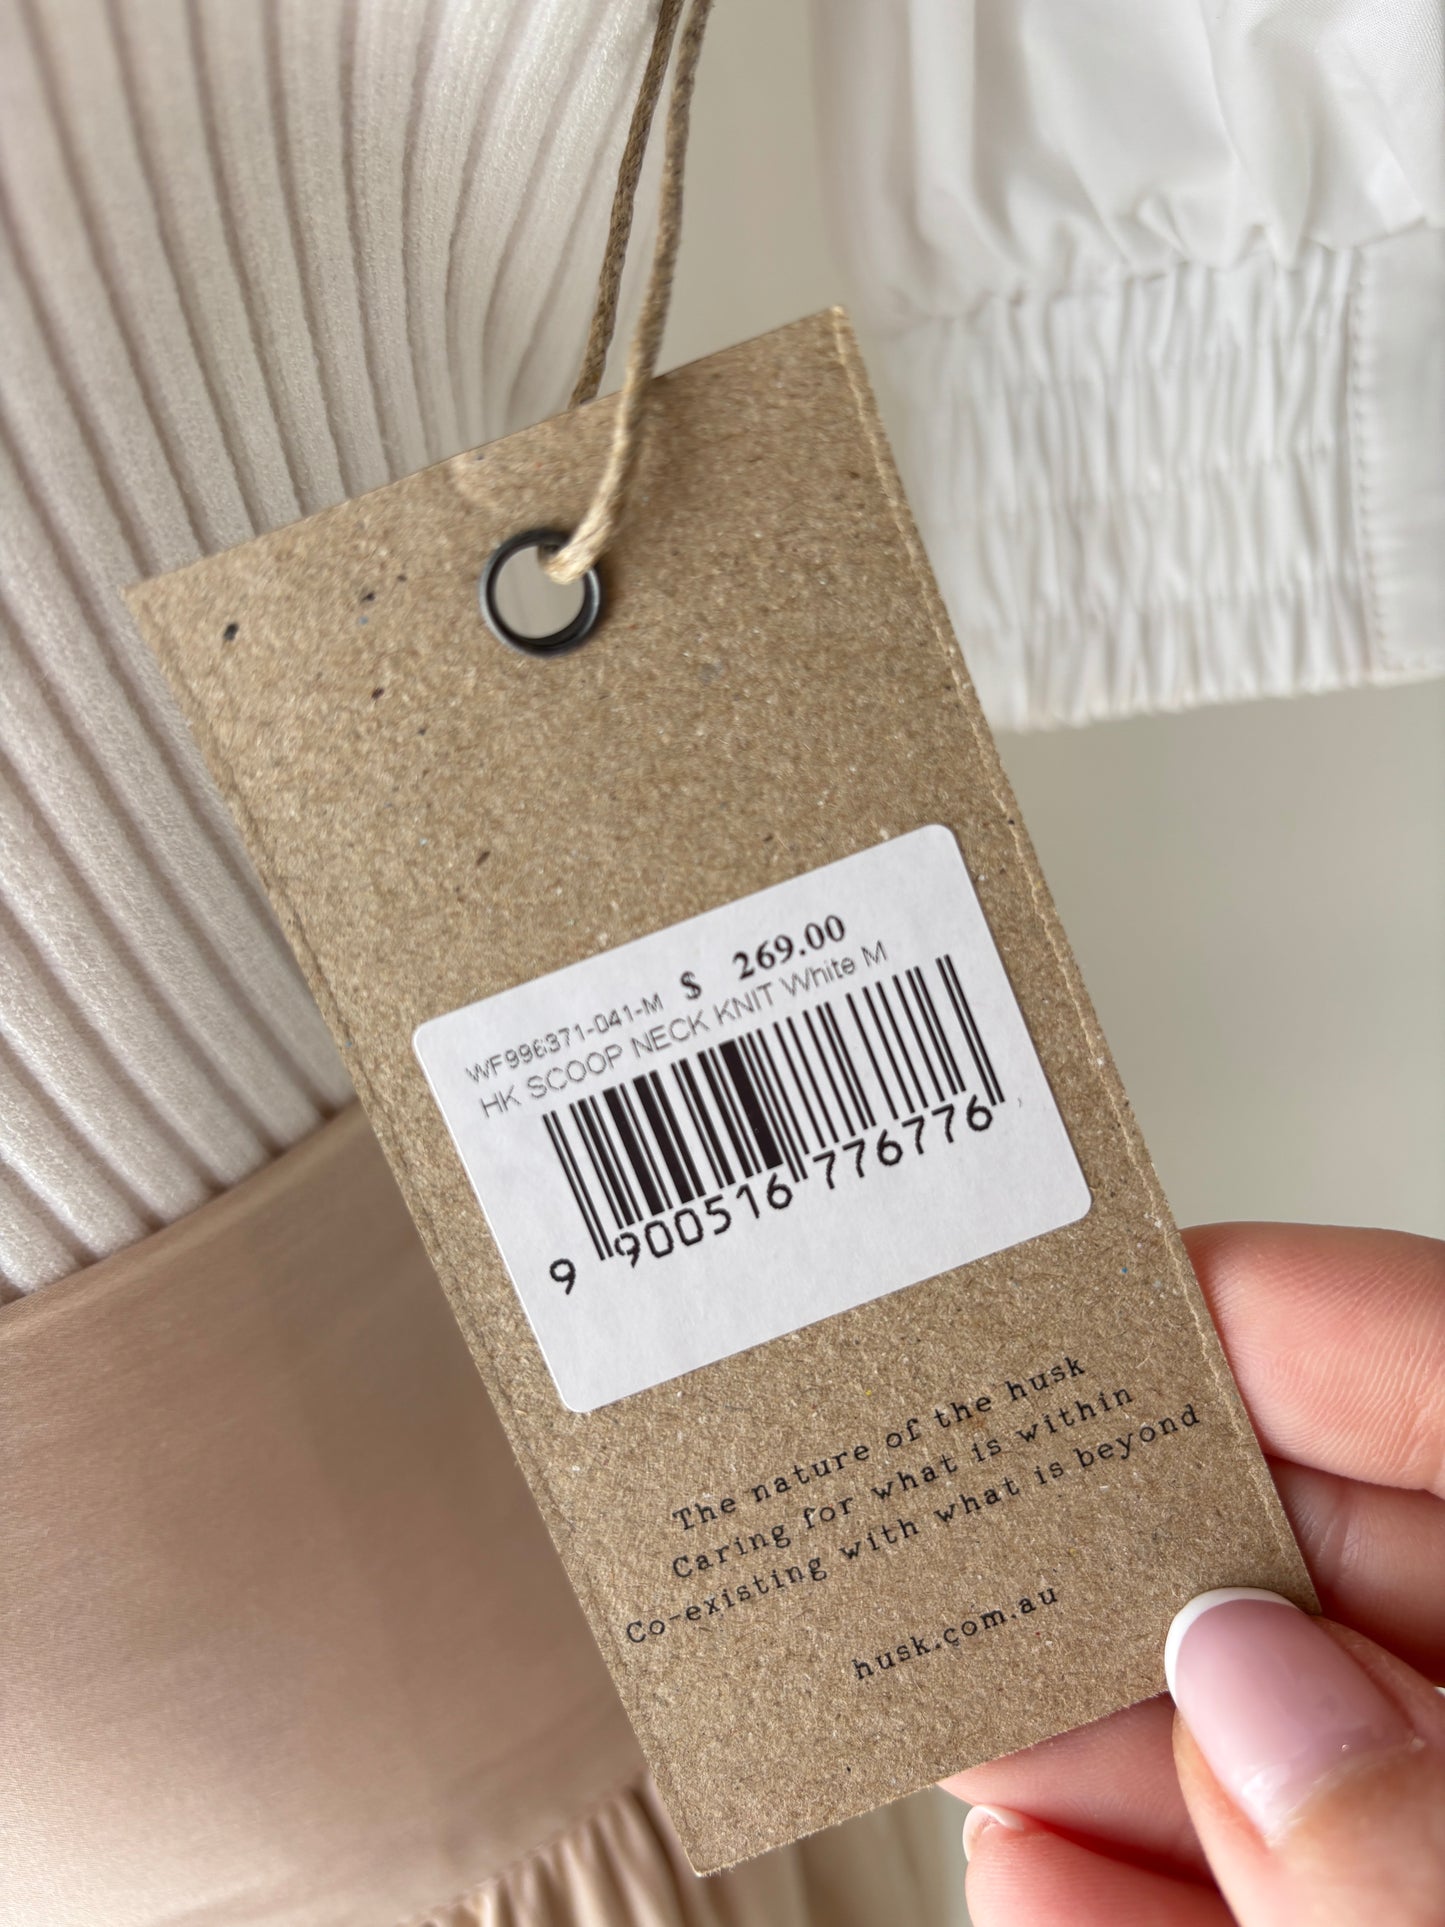 WF996371-041-M $ 269.00
HK SCOOP NECK KNIT White M
9 900516 776776
The nature of the husk
Caring for what is within
Co-existing with what is beyond
husk.com.au